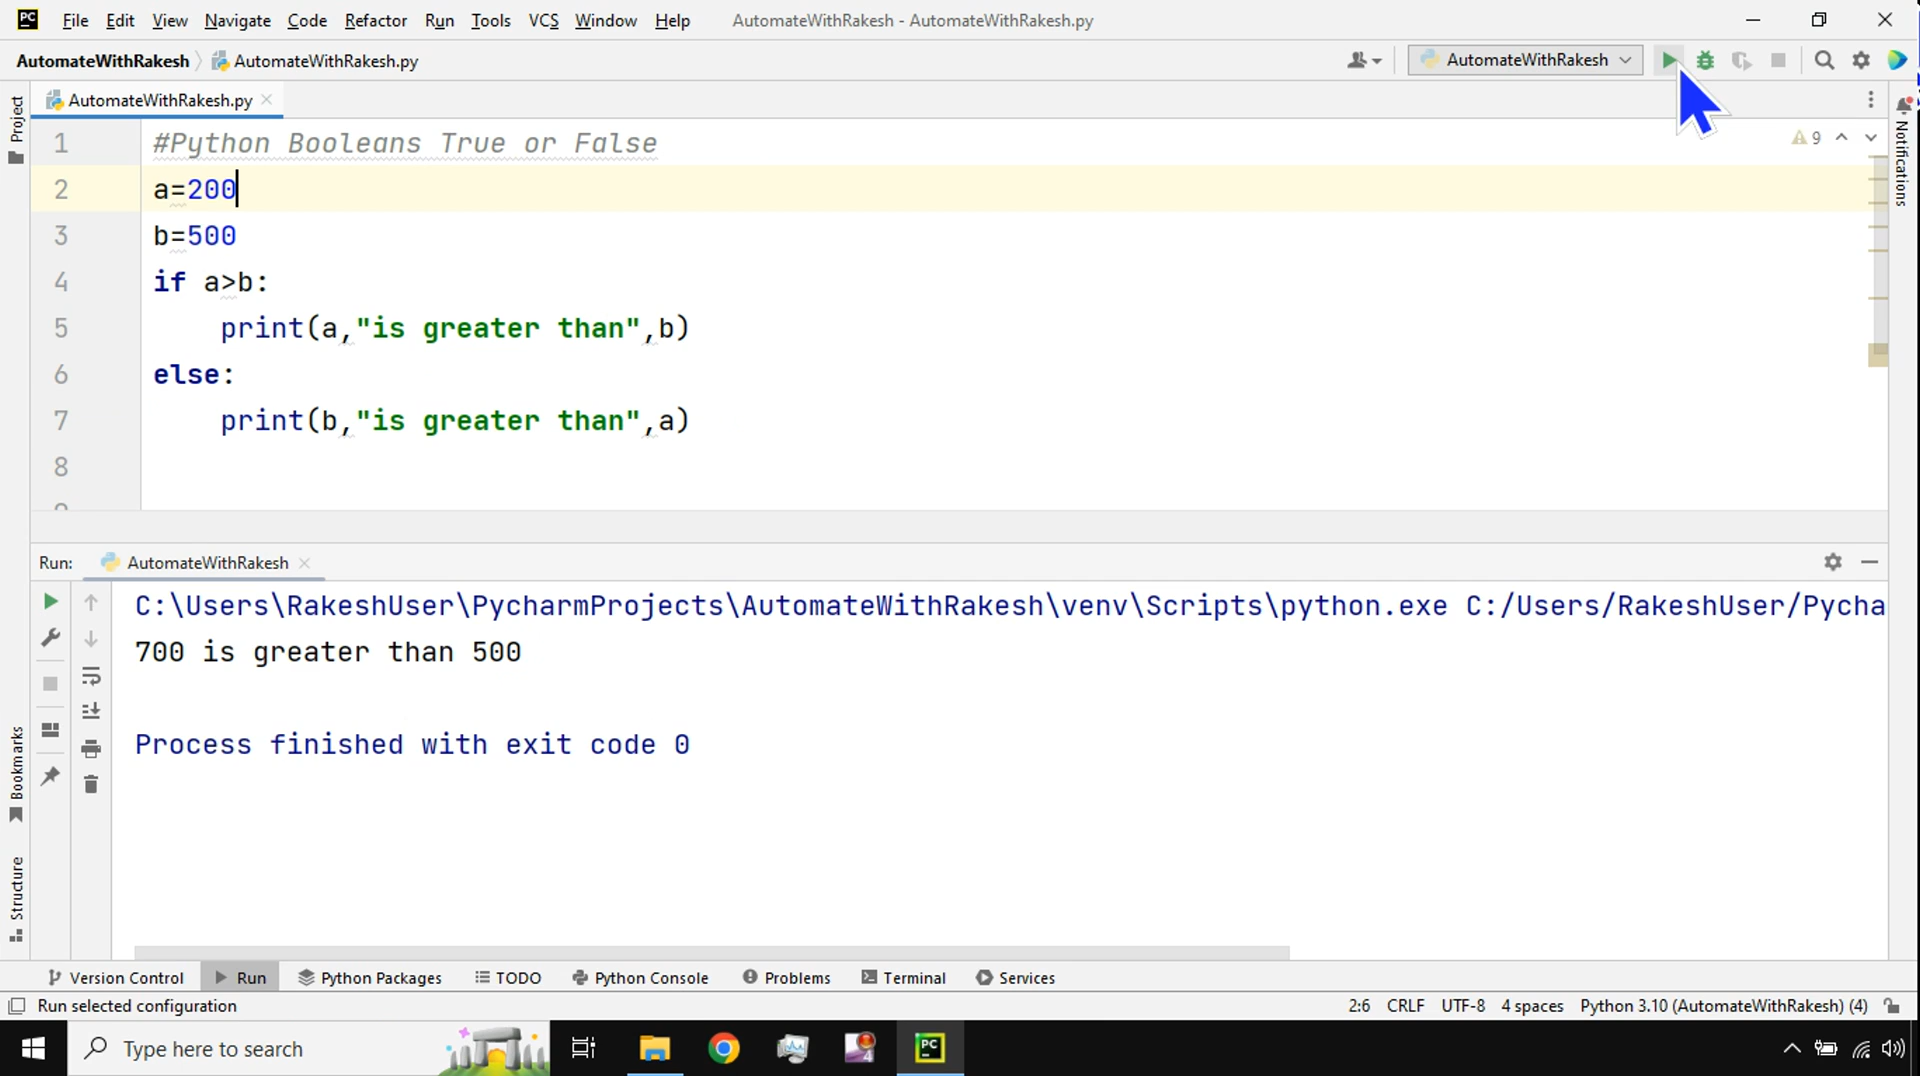 PC File Edit View Navigate Code Refactor Run Tools VCS Window Help AutomateWithRakesh - AutomateWithRakesh.py
AutomateWithRakesh AutomateWithRakesh.py AutomateWithRakesh
Project
AutomateWithRakesh.py
Notifications
1 #Python Booleans True or False
9
2 a=200
3 b=500
4 if a>b:
5 print(a,"is greater than",b)
6 else:
7 print(b,"is greater than",a)
8
Run: AutomateWithRakesh
C:\Users\RakeshUser\PycharmProjects\AutomateWithRakesh\venv\Scripts\python.exe C:/Users/RakeshUser/Pycha
700 is greater than 500
Process finished with exit code 0
Bookmarks
Structure
Version Control Run Python Packages TODO Python Console Problems Terminal Services
Run selected configuration 2:6 CRLF UTF-8 4 spaces Python 3.10 (AutomateWithRakesh) (4)
Type here to search 4 PC